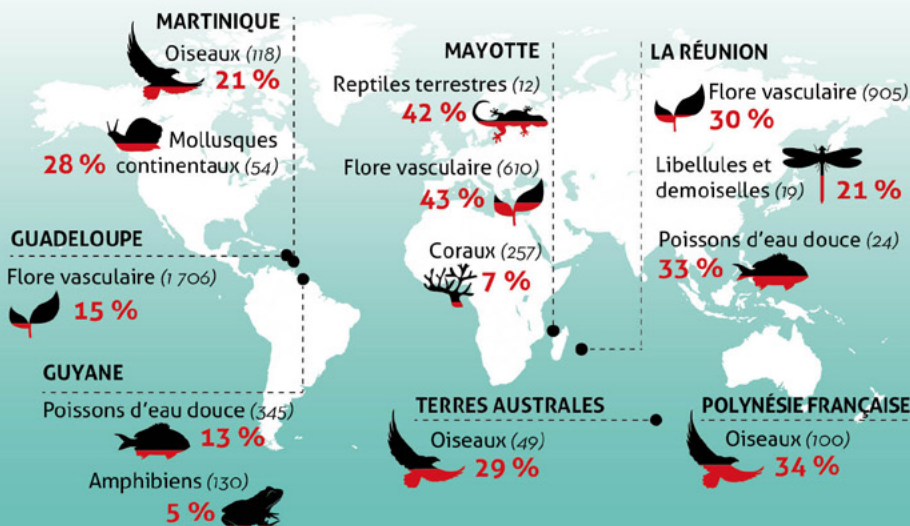 MARTINIQUE
Oiseaux (118)
21 %
Mollusques
28 % continentaux (54)
GUADELOUPE
Flore vasculaire (1 706)
15 %
GUYANE
Poissons d'eau douce (345)
13 %
Amphibiens (130)
5 %
MAYOTTE
Reptiles terrestres (12)
42 %
Flore vasculaire (610)
43 %
Coraux (257)
7 %
LA RÉUNION
Flore vasculaire (905)
30 %
Libellules et
demoiselles (19) 21 %
Poissons d'eau douce (24)
33 %
TERRES AUSTRALES
Oiseaux (49)
29 %
POLYNÉSIE FRANÇAISE
Oiseaux (100)
34 %